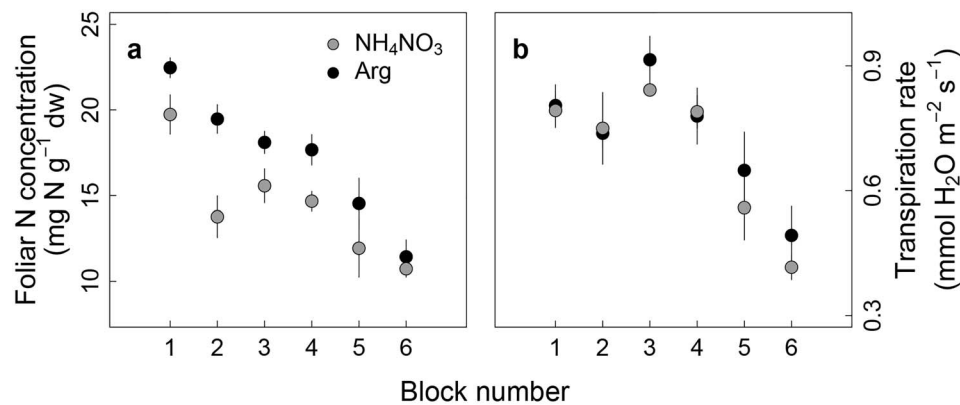 Foliar N concentration
(mg N g⁻¹ dw)
25
20
15
10
a
NH₄NO₃
Arg
1 2 3 4 5 6
b
1 2 3 4 5 6
0.9
0.6
0.3
Transpiration rate
(mmol H₂O m⁻² s⁻¹)
Block number